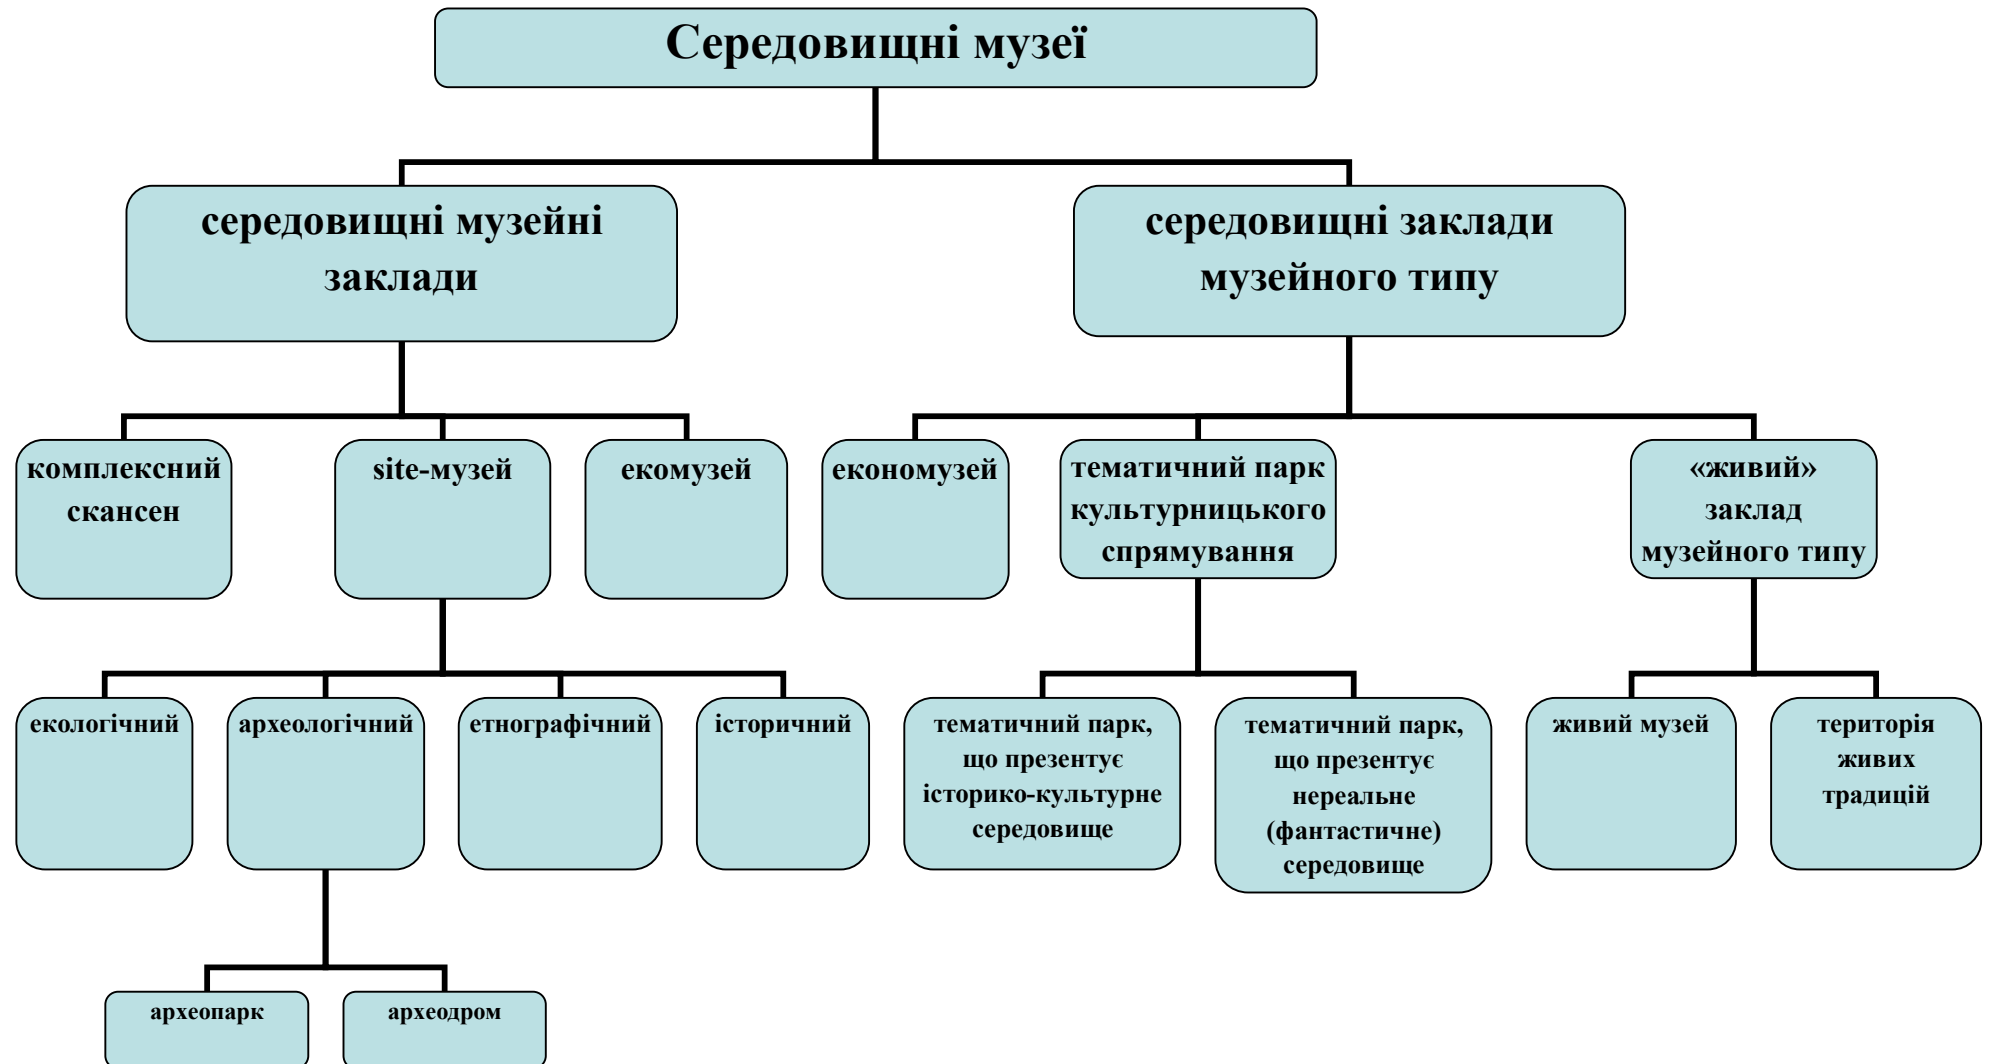 Середовищні музеї
середовищні музейні
заклади
середовищні заклади
музейного типу
комплексний
скансен
site-музей
екомузей
економузей
тематичний парк
культурницького
спрямування
«живий»
заклад
музейного типу
екологічний
археологічний
етнографічний
історичний
тематичний парк,
що презентує
історико-культурне
середовище
тематичний парк,
що презентує
нереальне
(фантастичне)
середовище
живий музей
територія
живих
традицій
археопарк
археодром